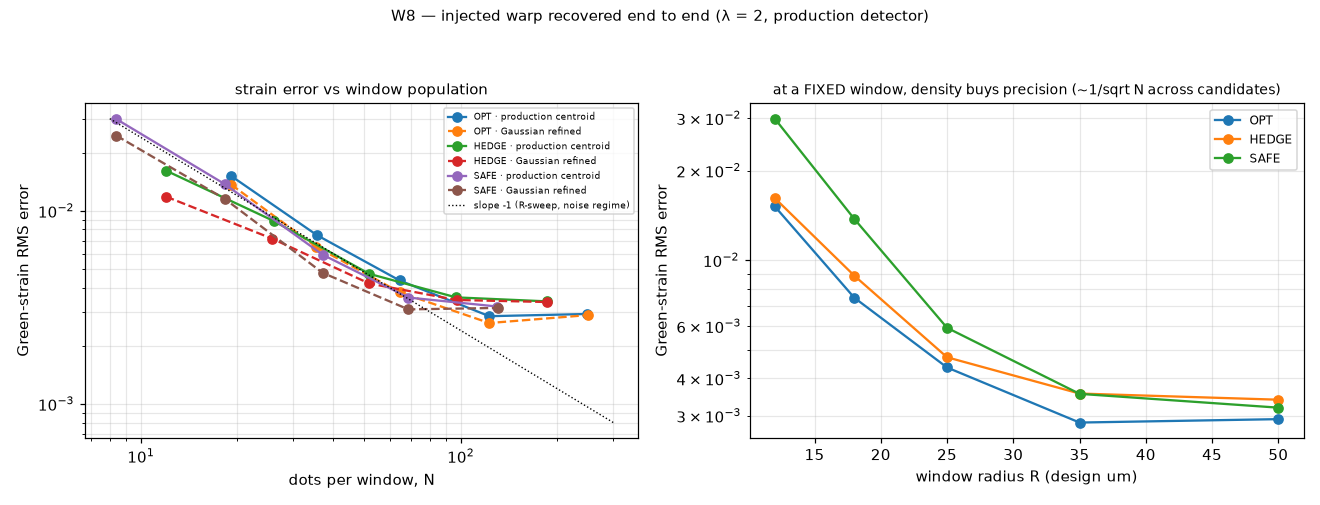 W8 — injected warp recovered end to end (λ = 2, production detector)
strain error vs window population
OPT · production centroid
OPT · Gaussian refined
HEDGE · production centroid
HEDGE · Gaussian refined
SAFE · production centroid
SAFE · Gaussian refined
slope -1 (R-sweep, noise regime)
Green-strain RMS error
10⁻²
10⁻³
10¹
10²
dots per window, N
at a FIXED window, density buys precision (~1/sqrt N across candidates)
OPT
HEDGE
SAFE
Green-strain RMS error
3 × 10⁻²
2 × 10⁻²
10⁻²
6 × 10⁻³
4 × 10⁻³
3 × 10⁻³
15 20 25 30 35 40 45 50
window radius R (design um)